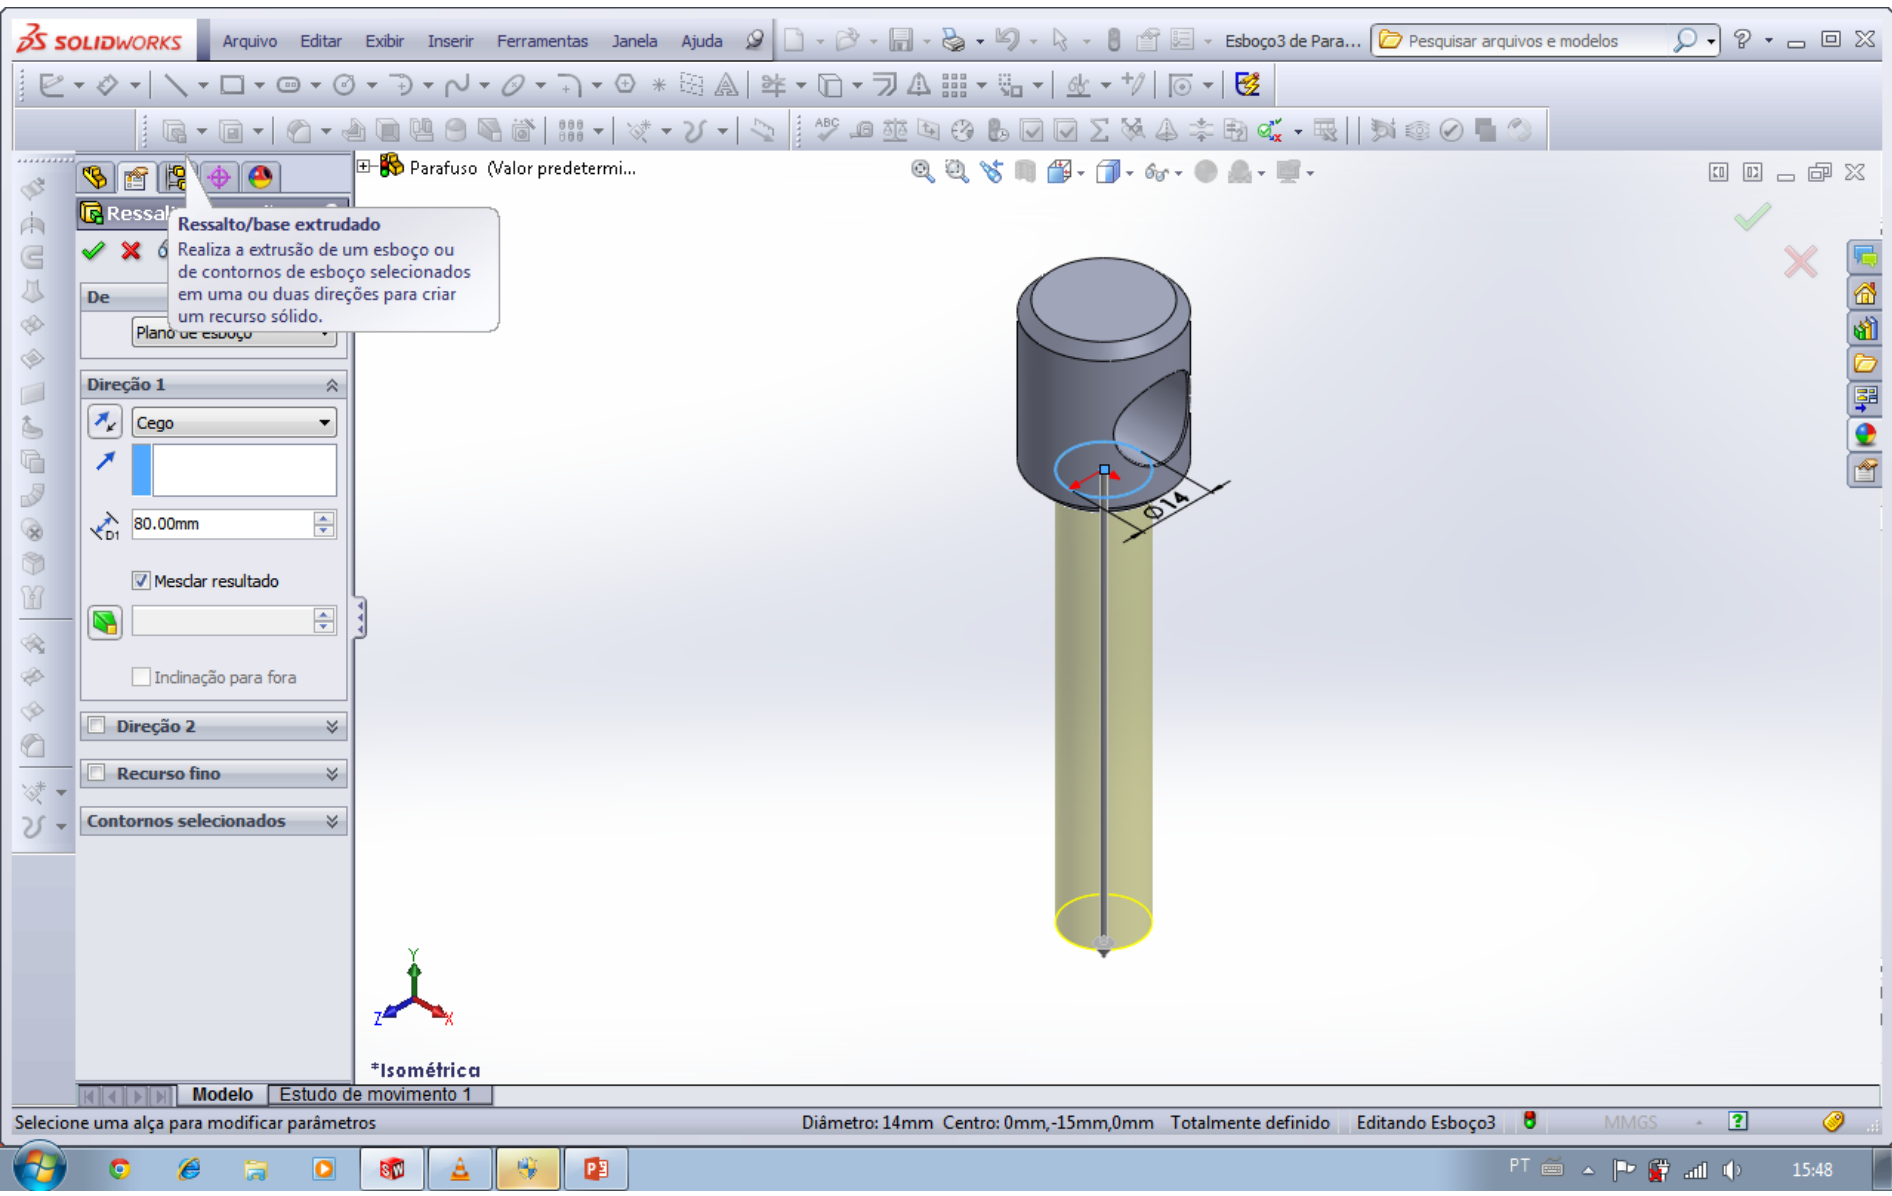 SOLIDWORKS Arquivo Editar Exibir Inserir Ferramentas Janela Ajuda Esboço3 de Para... Pesquisar arquivos e modelos ?
ABC
Parafuso (Valor predetermi...
Ressal
Ressalto/base extrudado
Realiza a extrusão de um esboço ou
de contornos de esboço selecionados
em uma ou duas direções para criar
um recurso sólido.
De
Plano de esboço
Direção 1
Cego
D1 80.00mm
Mesclar resultado
Inclinação para fora
Direção 2
Recurso fino
Contornos selecionados
Ø14
Y
Z X
*Isométrica
Modelo Estudo de movimento 1
Selecione uma alça para modificar parâmetros Diâmetro: 14mm Centro: 0mm,-15mm,0mm Totalmente definido Editando Esboço3 MMGS ?
SW P PT 15:48